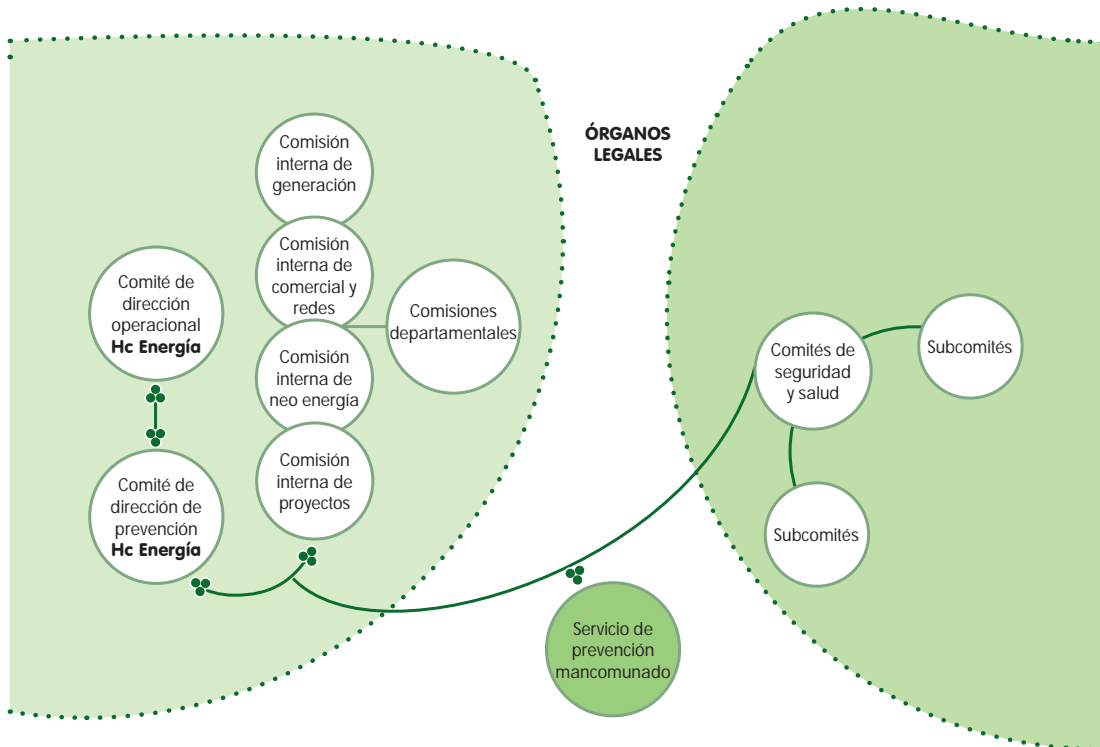 ÓRGANOS
LEGALES
Comisión
interna de
generación
Comisión
interna de
comercial y
redes
Comité de
dirección
operacional
Hc Energía
Comisiones
departamentales
Comisión
interna de
neo energía
Comisión
interna de
proyectos
Comité de
dirección de
prevención
Hc Energía
Comités de
seguridad
y salud
Subcomités
Subcomités
Servicio de
prevención
mancomunado